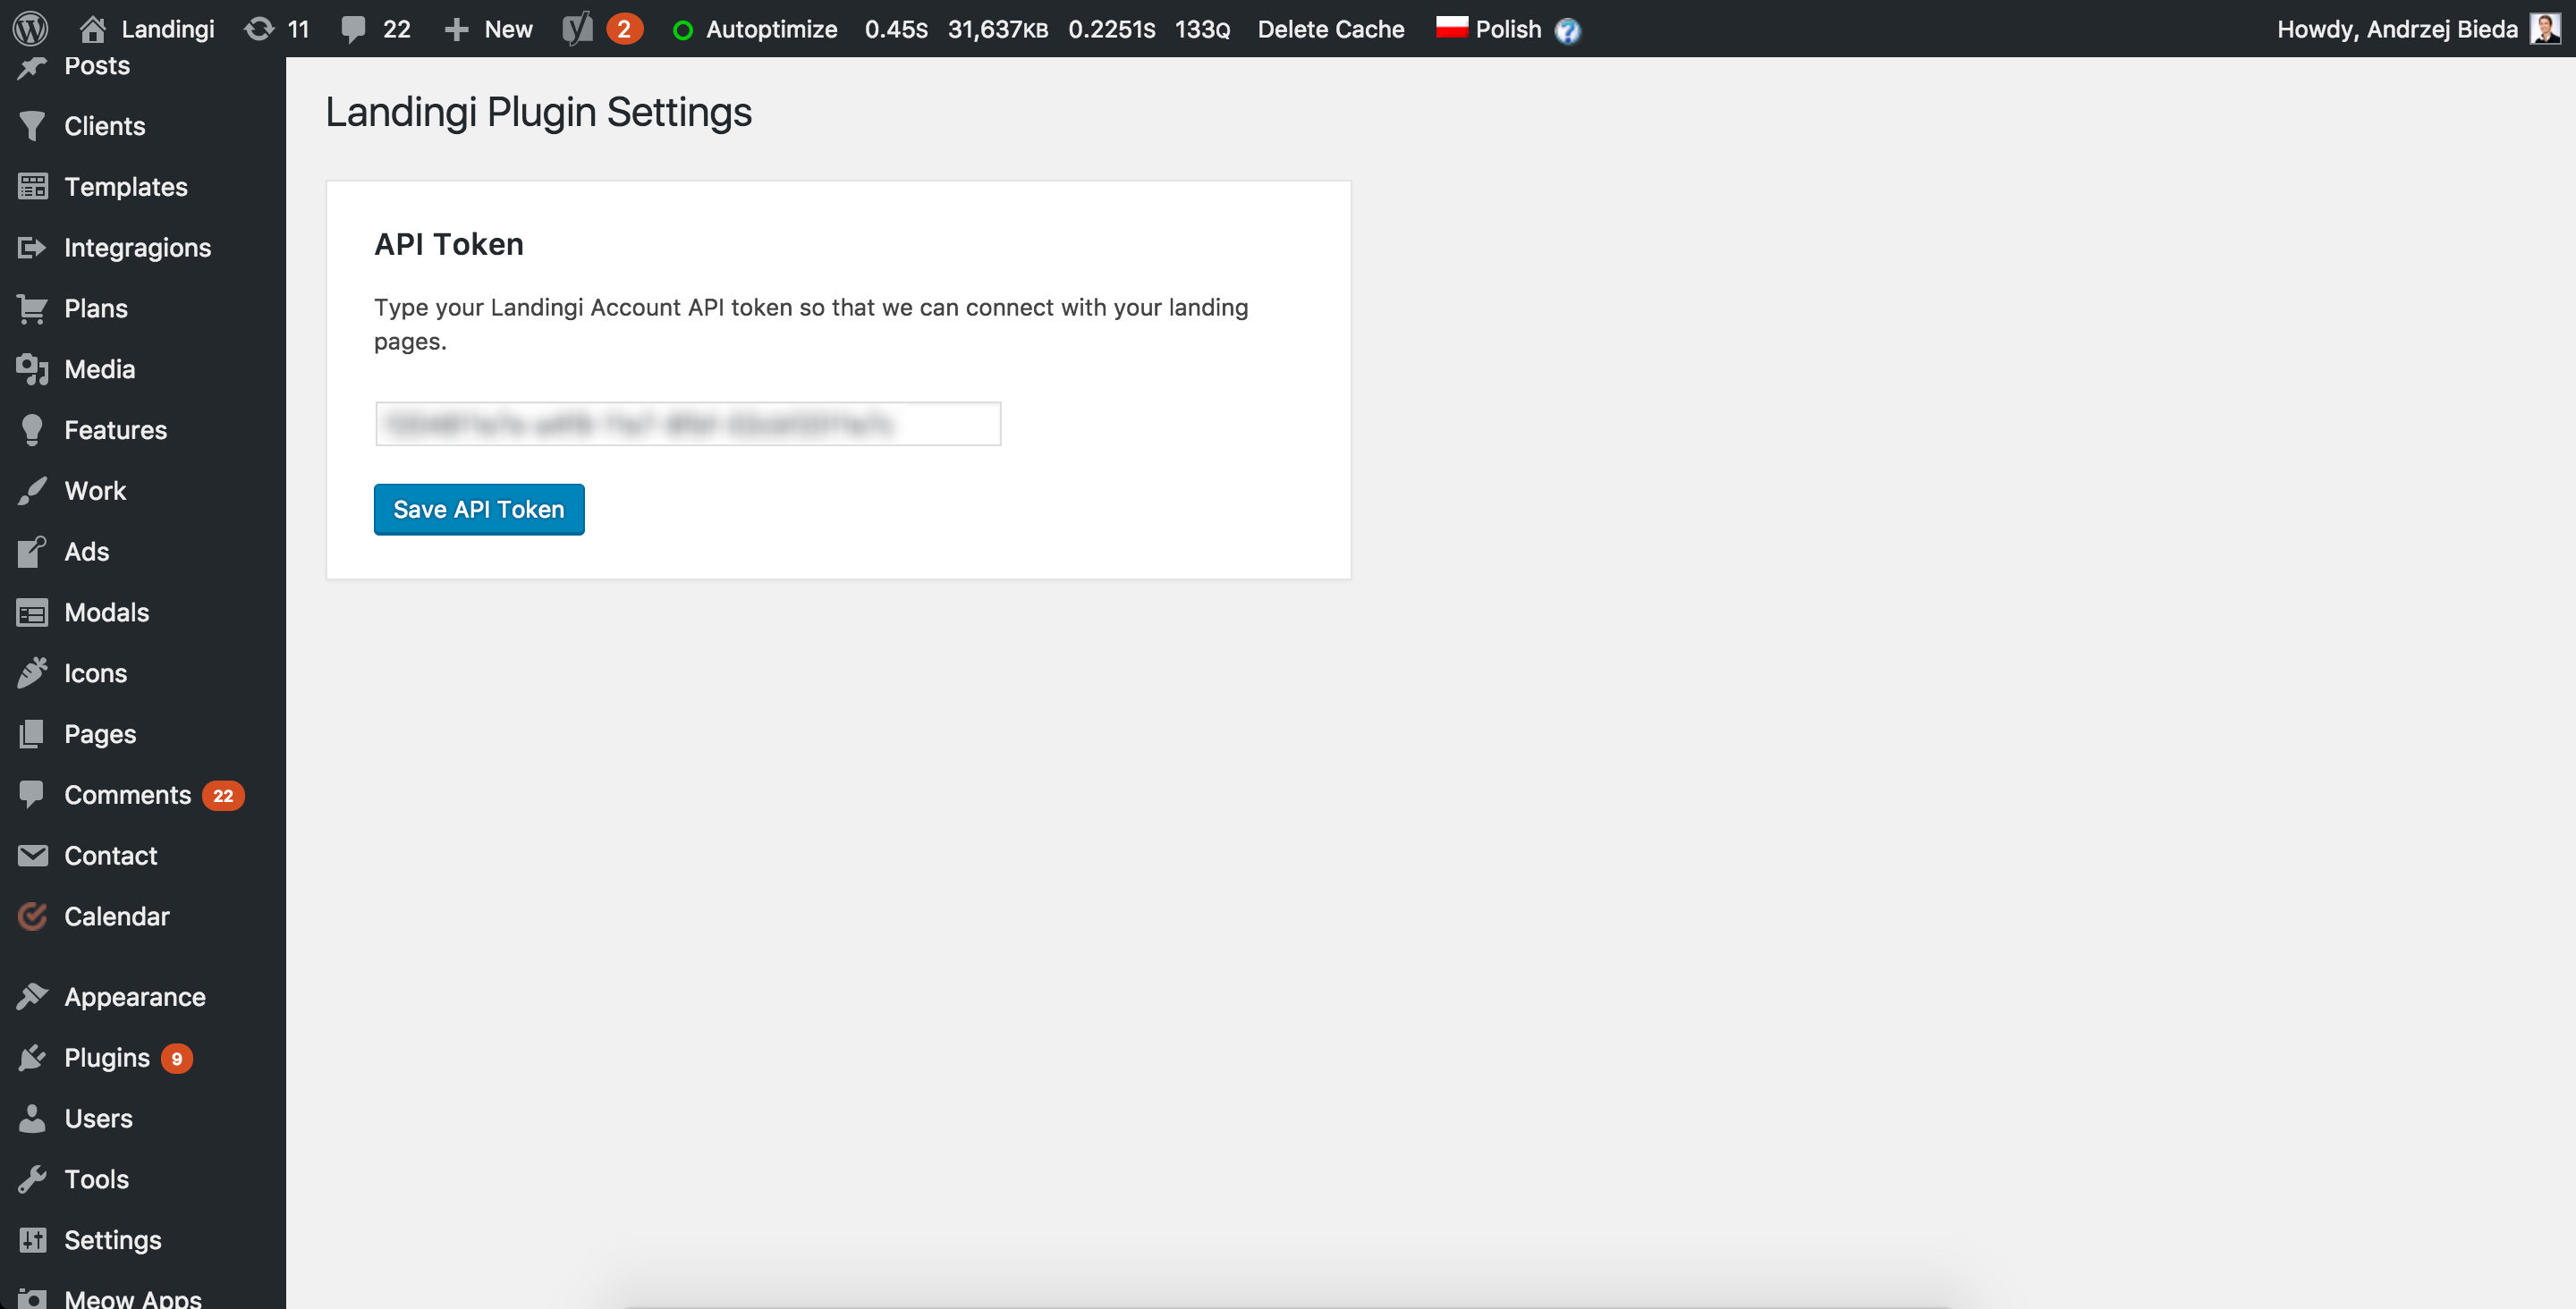 Landingi 11 22 New 2 Autoptimize 0.45S 31,637KB 0.2251S 133Q Delete Cache Polish ? Howdy, Andrzej Bieda
Posts
Clients
Templates
Integragions
Plans
Media
Features
Work
Ads
Modals
Icons
Pages
Comments 22
Contact
Calendar
Appearance
Plugins 9
Users
Tools
Settings
Meow Apps
Landingi Plugin Settings
API Token
Type your Landingi Account API token so that we can connect with your landing
pages.
Save API Token